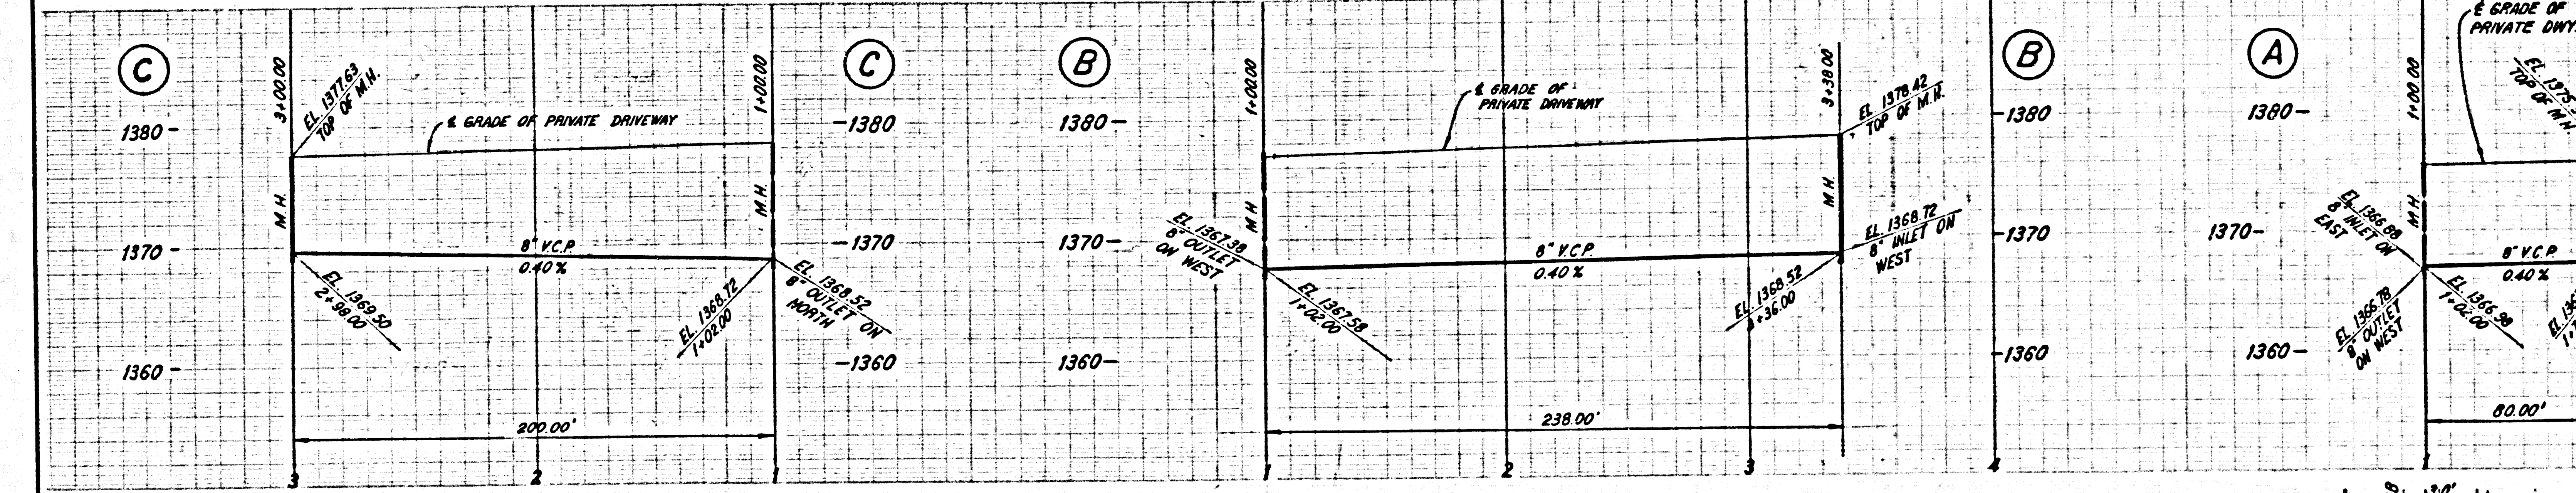 C
3+00.00
EL. 1377.63
TOP OF M.H.
1+00.00
C
1380
₵ GRADE OF PRIVATE DRIVEWAY
1380
M.H.
M.H.
1370
8" V.C.P.
0.40 %
1370
EL. 1369.50
2+98.00
EL. 1368.72
1+02.00
EL. 1368.52
8" OUTLET ON
NORTH
1360
1360
200.00'
3
2
1
B
1+00.00
₵ GRADE OF
PRIVATE DRIVEWAY
3+38.00
EL 1378.42
TOP OF M.H.
B
1380
1380
M H
M.H.
EL. 1367.38
8" OUTLET
ON WEST
EL. 1368.72
8" INLET ON
WEST
1370
8" V.C.P.
0.40 %
1370
EL 1367.58
1+02.00
EL. 1368.52
3+36.00
1360
1360
238.00'
1
2
3
4
A
1+00.00
₵ GRADE OF
PRIVATE DWY.
TOP OF M.H.
1380
M H.
EL. 1366.88
8" INLET ON
EAST
1370
8" V.C.P.
0.40 %
EL. 1366.78
8" OUTLET
ON WEST
EL 1366.98
1+02.00
1360
80.00'
1